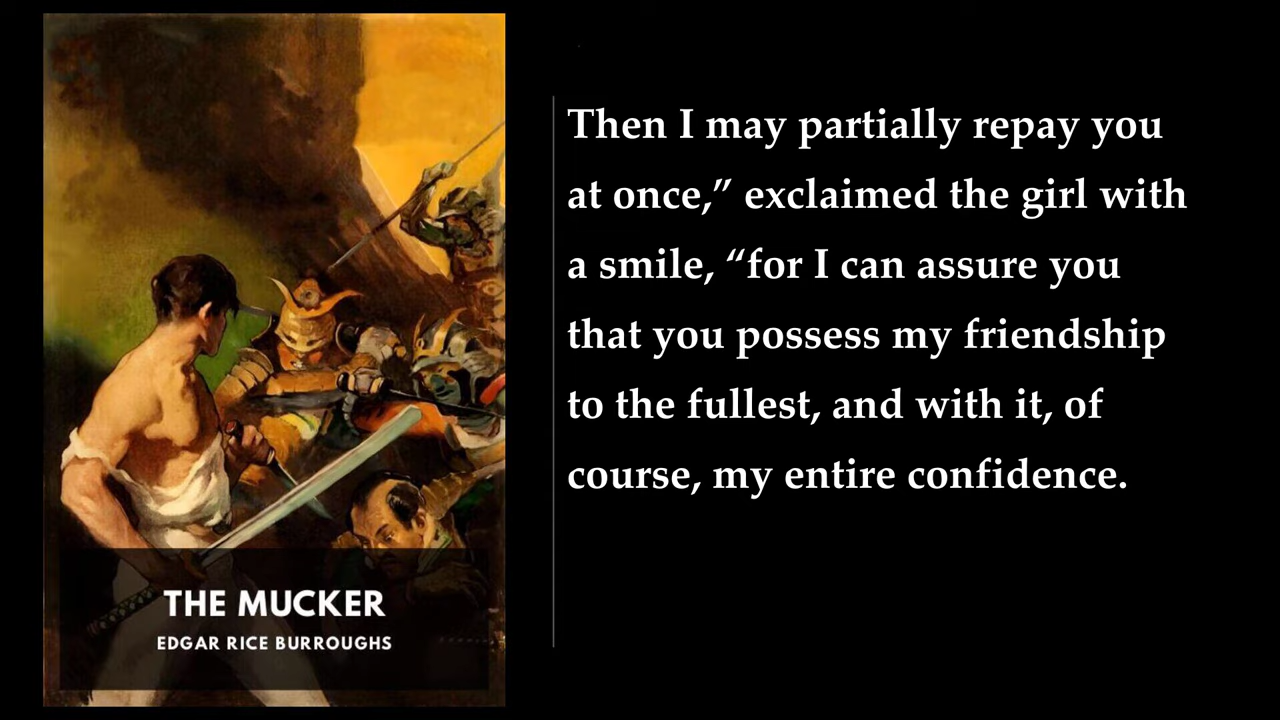 THE MUCKER
EDGAR RICE BURROUGHS
Then I may partially repay you
at once,” exclaimed the girl with
a smile, “for I can assure you
that you possess my friendship
to the fullest, and with it, of
course, my entire confidence.